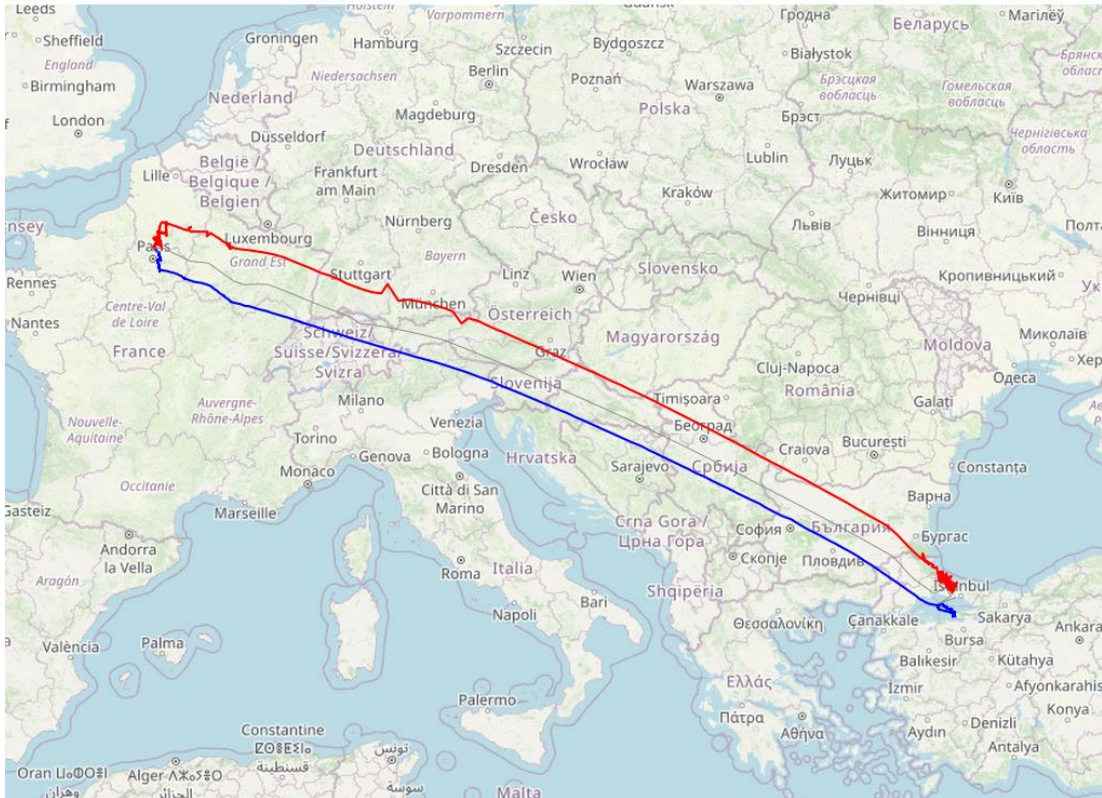 Leeds
Sheffield
England
Birmingham
London
Groningen
Hamburg
Vorpommern
Szczecin
Bydgoszcz
Гродна
Беларусь
Магілёў
Białystok
Niedersachsen
Berlin
Poznań
Warszawa
Брэсцкая
вобласць
Гомельская
вобласць
Nederland
Magdeburg
Polska
Брэст
Düsseldorf
Deutschland
Lublin
Чернігівська
область
Lille
België /
Belgique /
Belgien
Frankfurt
am Main
Dresden
Wrocław
Луцьк
Kraków
Житомир
Київ
Nürnberg
Česko
Львів
Вінниця
Luxembourg
Paris
Grand Est
Stuttgart
Bayern
Linz
Wien
Slovensko
Кропивницький
Rennes
München
Österreich
Чернівці
Centre-Val
de Loire
Nantes
France
Schweiz/
Suisse/Svizzera/
Svizra
Graz
Magyarország
Moldova
Миколаїв
Cluj-Napoca
România
Одеса
Slovenija
Milano
Auvergne-
Rhône-Alpes
Nouvelle-
Aquitaine
Venezia
Timișoara
Galați
Torino
Београд
Genova
Bologna
Hrvatska
Craiova
București
Sarajevo
Србија
Monaco
Occitanie
Città di San
Marino
Constanța
Marseille
Варна
Crna Gora /
Црна Гора
София
България
Бургас
Andorra
la Vella
Скопје
Пловдив
Roma
Italia
Aragón
Shqipëria
İstanbul
Napoli
Bari
Θεσσαλονίκη
Çanakkale
Sakarya
Bursa
Palma
València
Balıkesir
Kütahya
Ελλάς
İzmir
Palermo
Πάτρα
Αθήνα
Aydın
Denizli
Konya
Constantine
قسنطينة
تونس
Antalya
سوسة
Malta